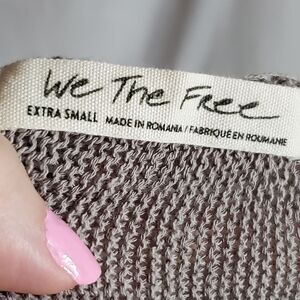 We The Free
EXTRA SMALL MADE IN ROMANIA / FABRIQUÉ EN ROUMANIE